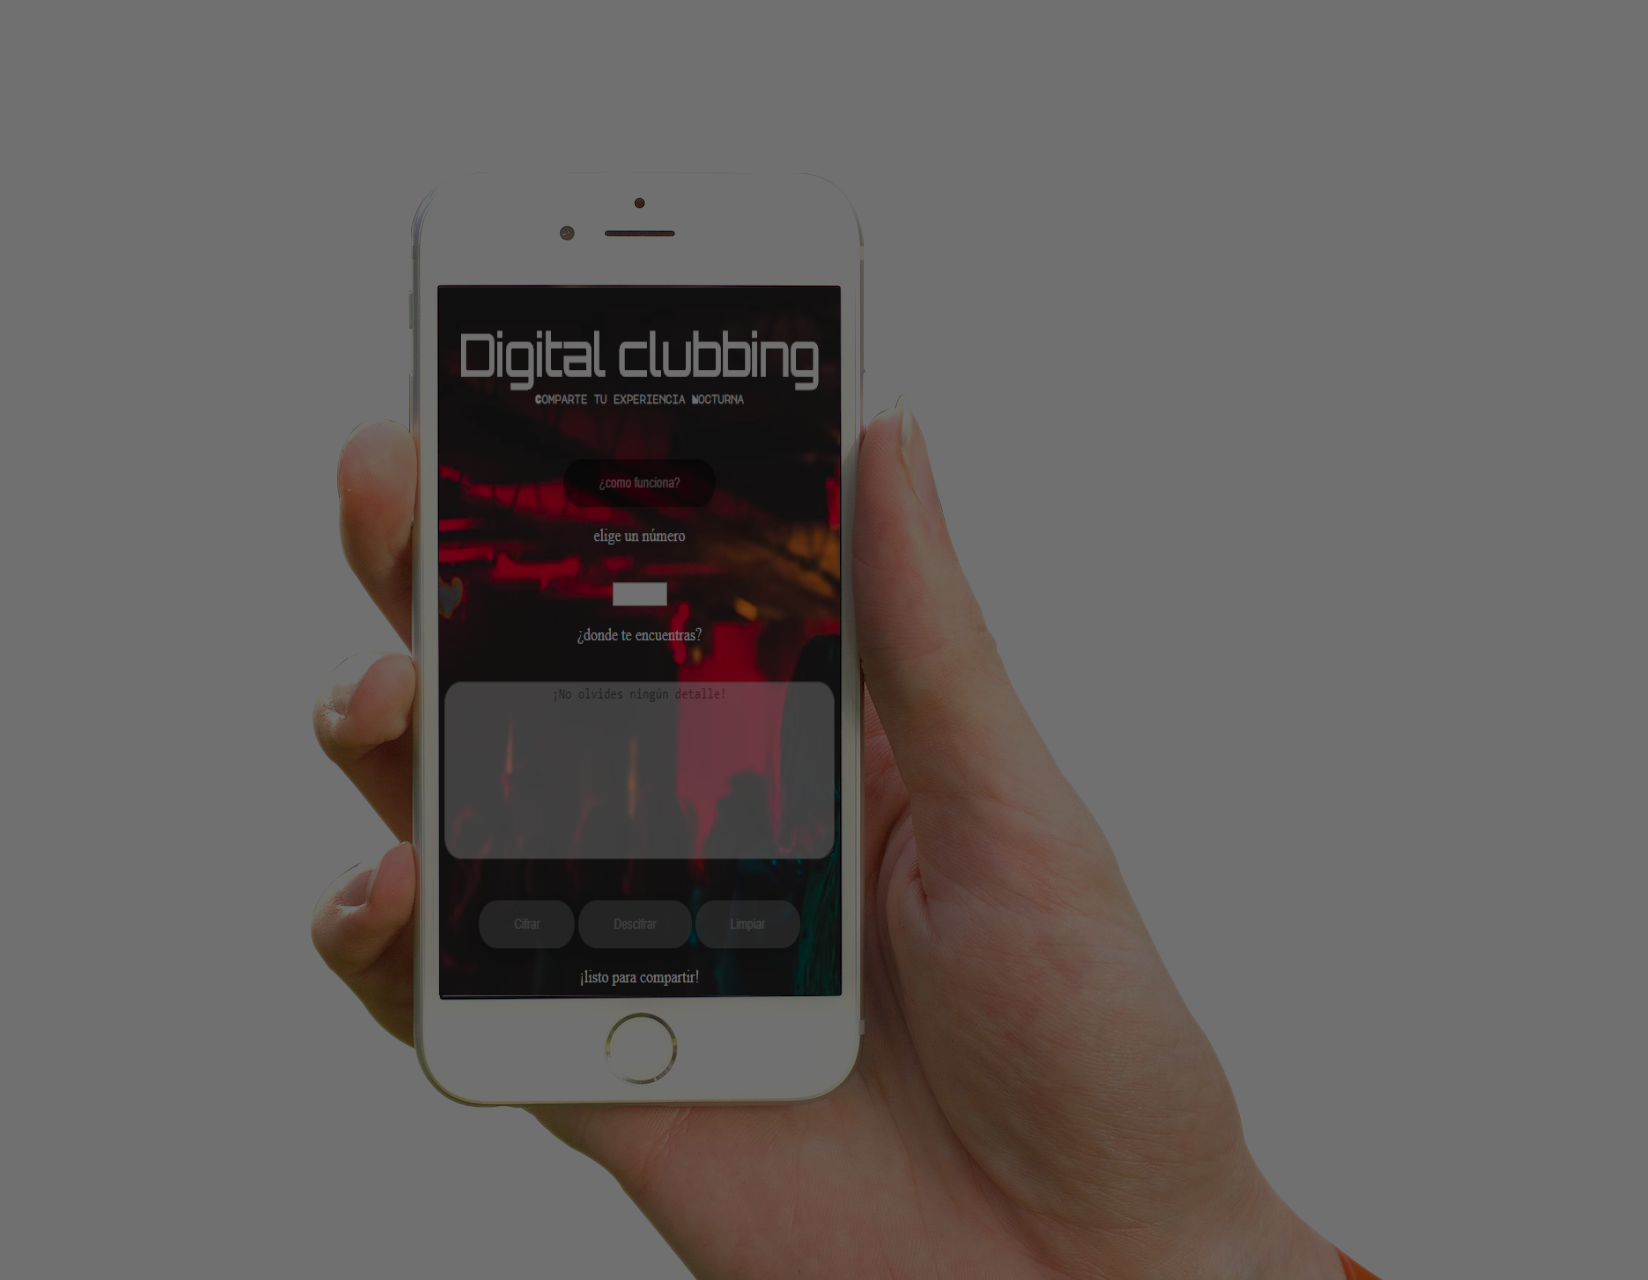 Digital clubbing
COMPARTE TU EXPERIENCIA NOCTURNA
¿como funciona?
elige un número
¿donde te encuentras?
¡No olvides ningún detalle!
Cifrar Descifrar Limpiar
¡listo para compartir!